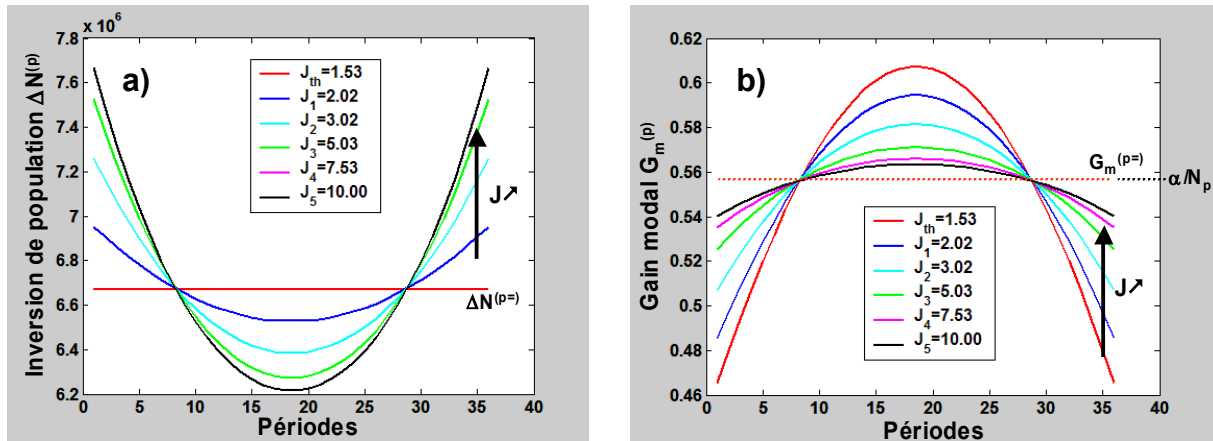 x 10⁶
7.8
7.6
7.4
7.2
7
6.8
6.6
6.4
6.2
0 5 10 15 20 25 30 35 40
Inversion de population Δ N⁽ᵖ⁾
Périodes
a)
J_th=1.53
J_1=2.02
J_2=3.02
J_3=5.03
J_4=7.53
J_5=10.00
J↗
ΔN⁽ᵖ⁼⁾
0.62
0.6
0.58
0.56
0.54
0.52
0.5
0.48
0.46
0 5 10 15 20 25 30 35 40
Gain modal G_m⁽ᵖ⁾
Périodes
b)
G_m⁽ᵖ⁼⁾
α/N_p
J_th=1.53
J_1=2.02
J_2=3.02
J_3=5.03
J_4=7.53
J_5=10.00
J↗